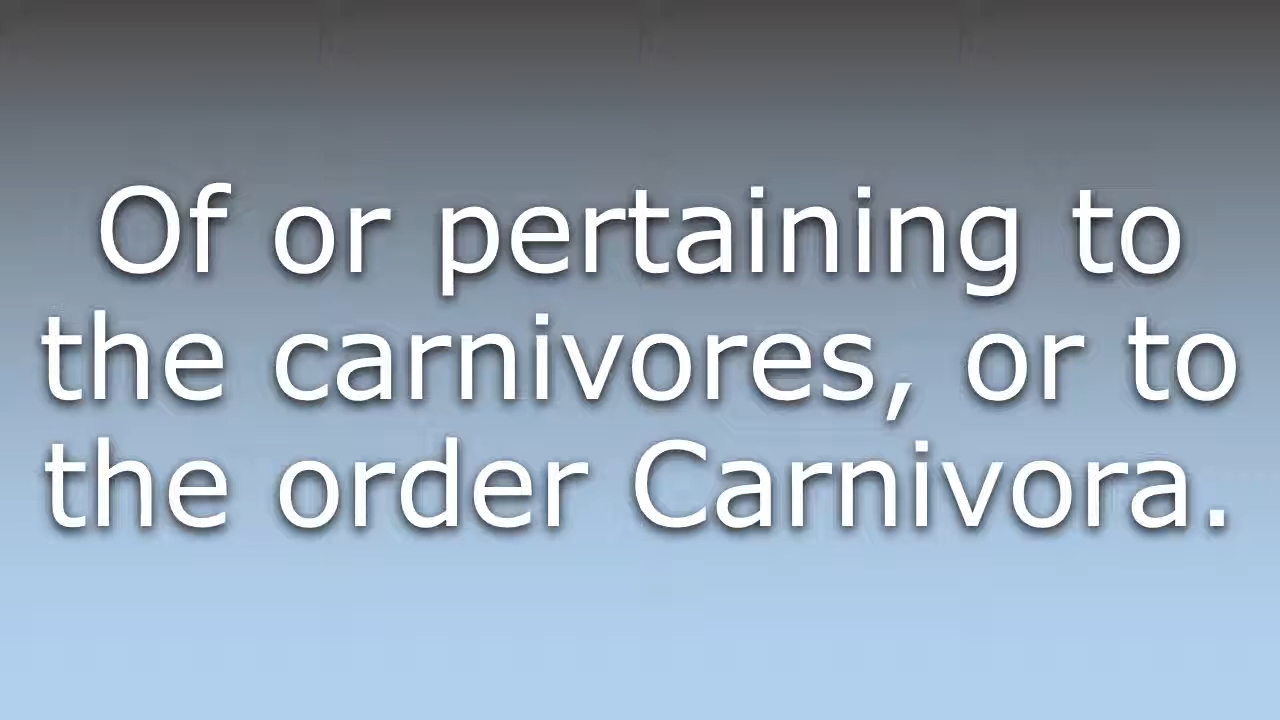 Of or pertaining to
the carnivores, or to
the order Carnivora.